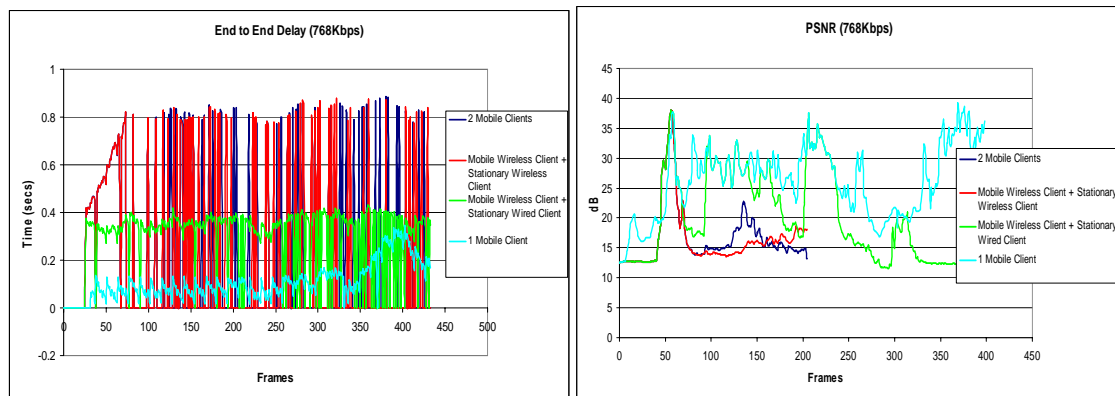 End to End Delay (768Kbps)
1
0.8
0.6
0.4
0.2
0
-0.2
Time (secs)
0 50 100 150 200 250 300 350 400 450 500
Frames
2 Mobile Clients
Mobile Wireless Client +
Stationary Wireless
Client
Mobile Wireless Client +
Stationary Wired Client
1 Mobile Client
PSNR (768Kbps)
45
40
35
30
25
20
15
10
5
0
dB
0 50 100 150 200 250 300 350 400 450
Frames
2 Mobile Clients
Mobile Wireless Client + Stationary
Wireless Client
Mobile Wireless Client + Stationary
Wired Client
1 Mobile Client